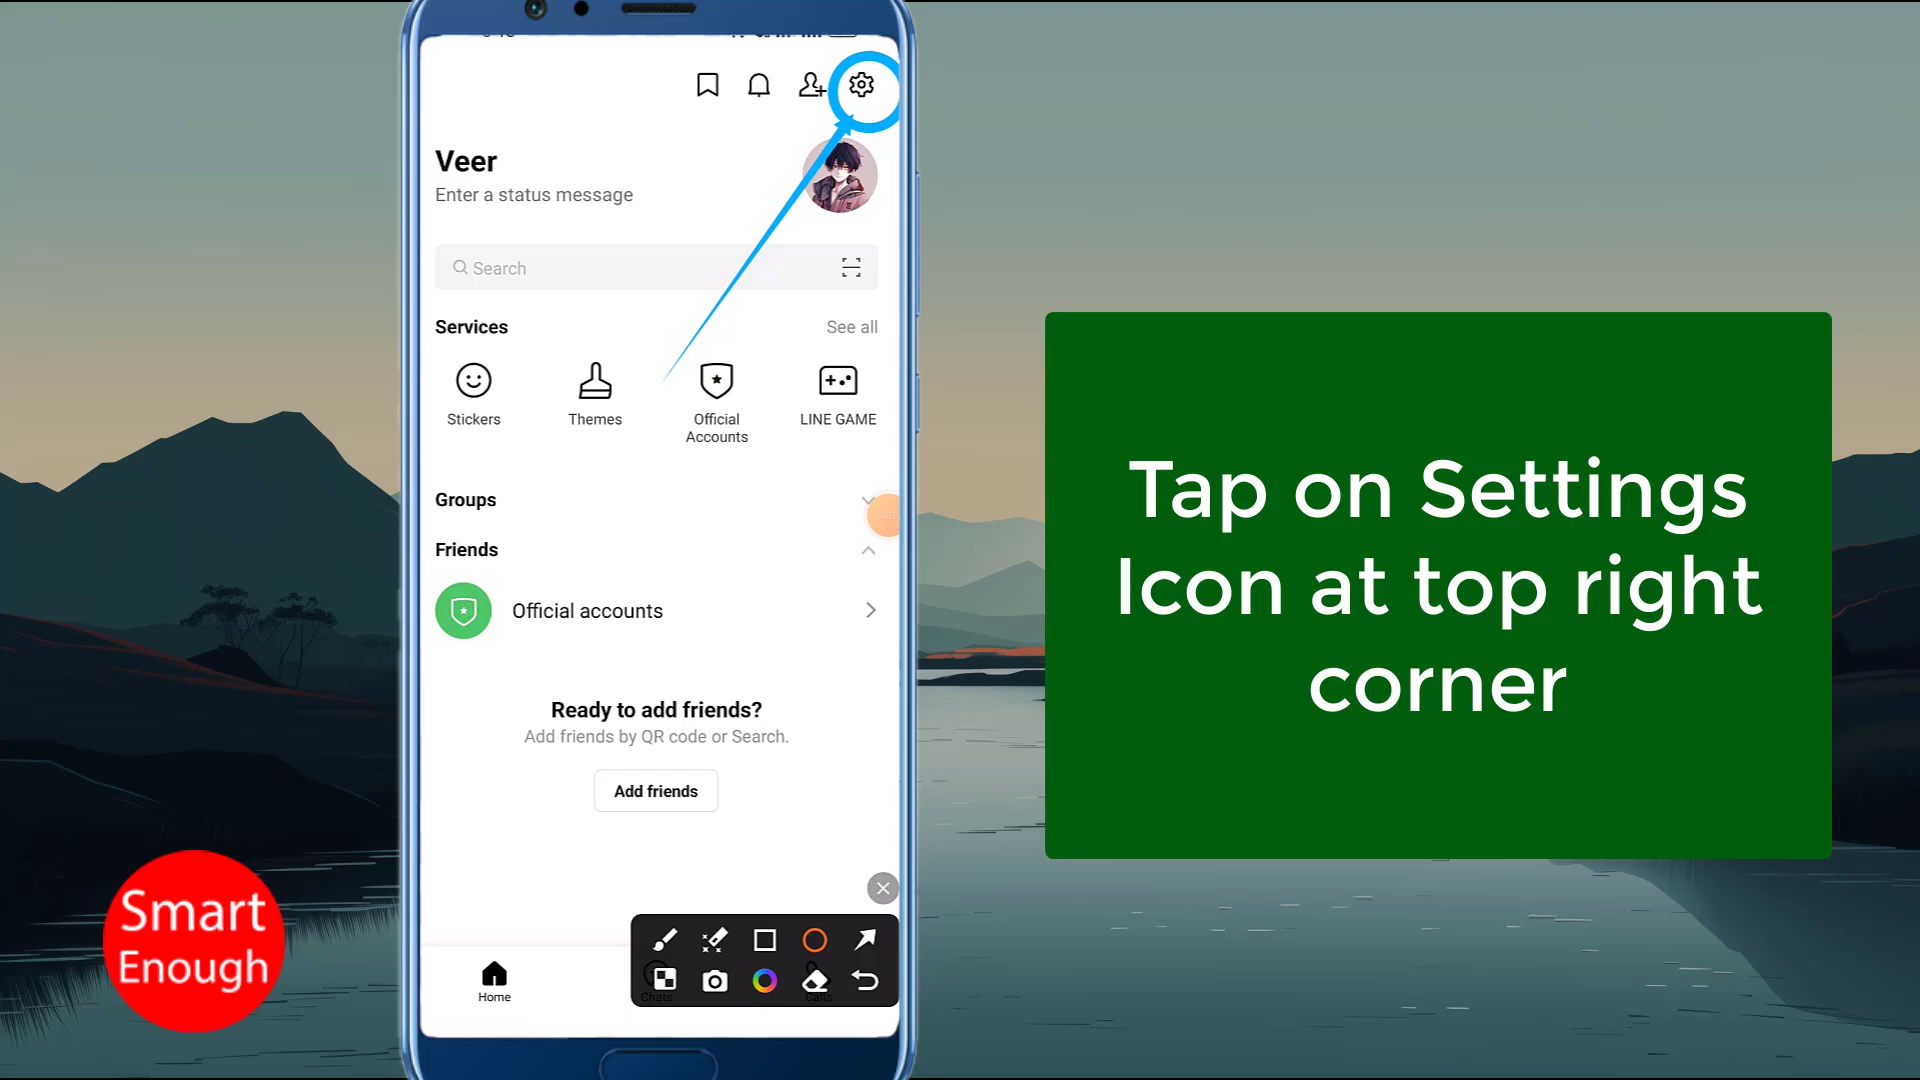 Veer
Enter a status message
Search
Services
See all
Stickers
Themes
Official
Accounts
LINE GAME
Groups
Friends
Official accounts
Ready to add friends?
Add friends by QR code or Search.
Add friends
Home
Chats
Calls
Tap on Settings
Icon at top right
corner
Smart
Enough